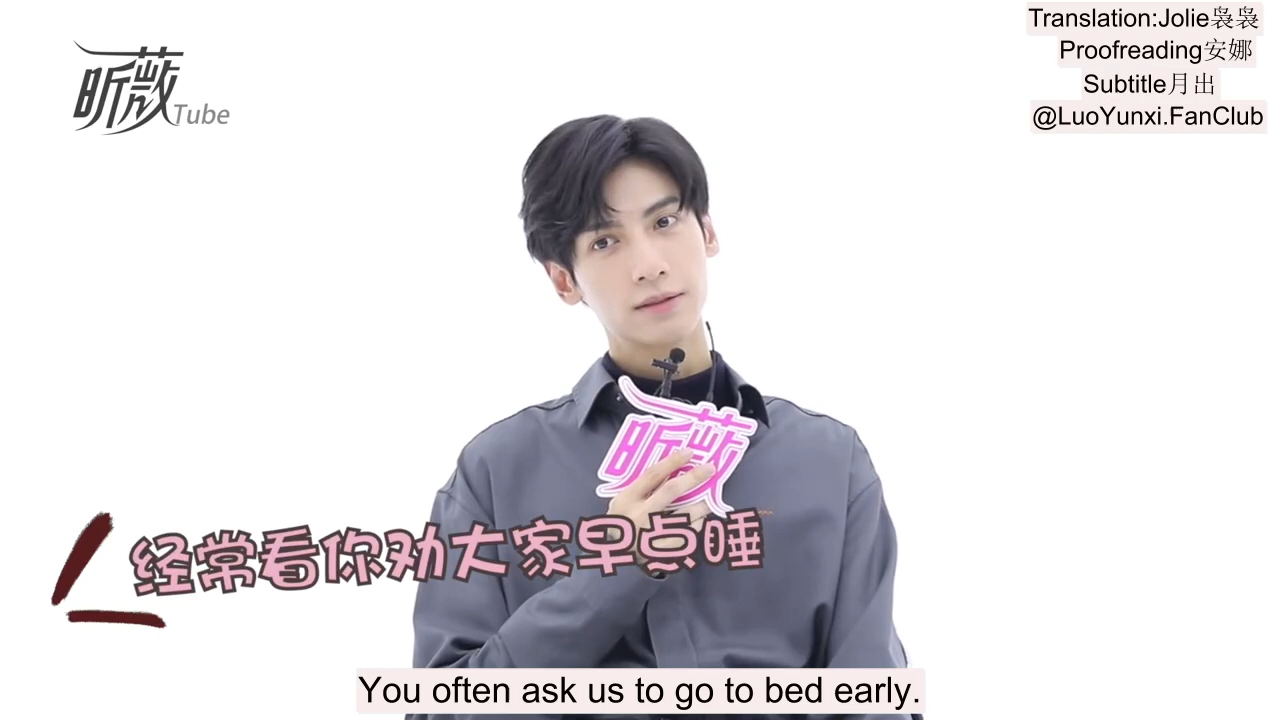 昕薇Tube
Translation:Jolie袅袅
Proofreading安娜
Subtitle月出
@LuoYunxi.FanClub
昕薇
经常看你劝大家早点睡
You often ask us to go to bed early.